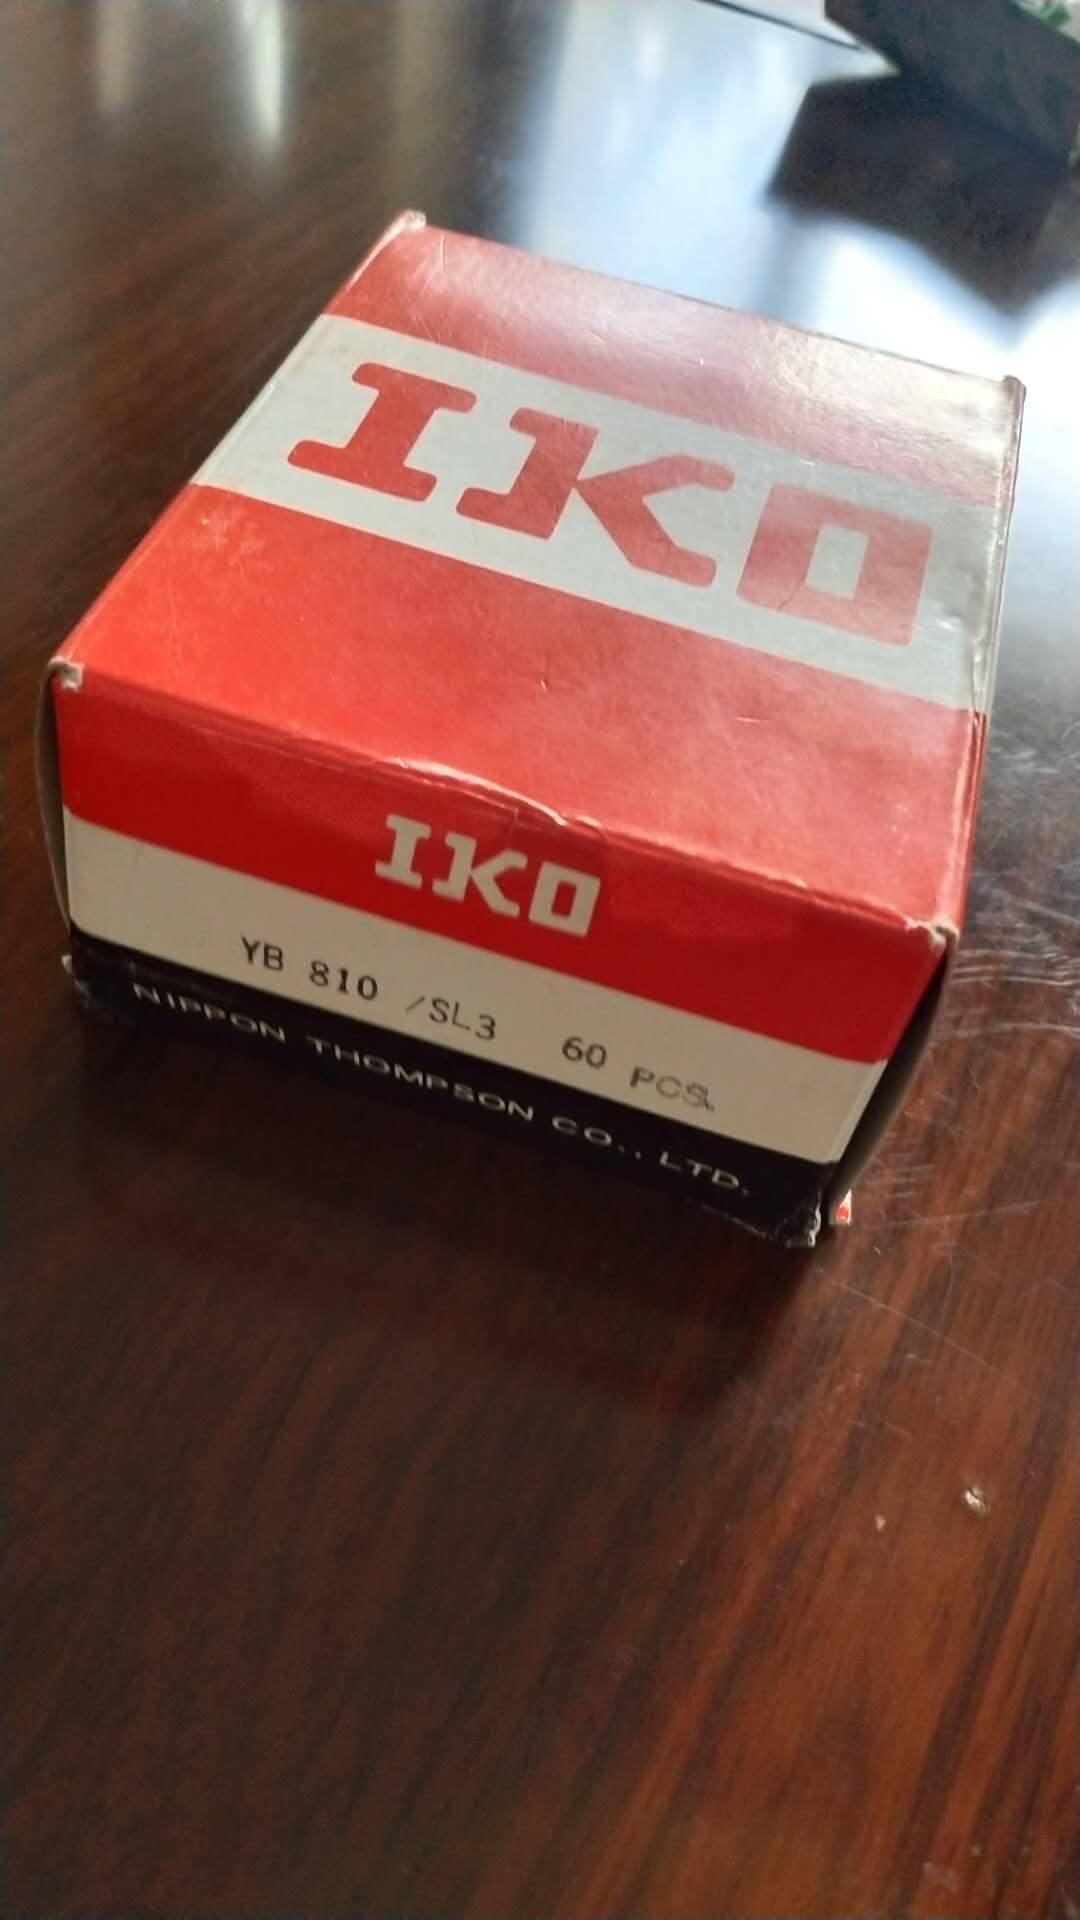 IKO
IKO
YB 810 /SL3 60 PCS.
NIPPON THOMPSON CO., LTD.